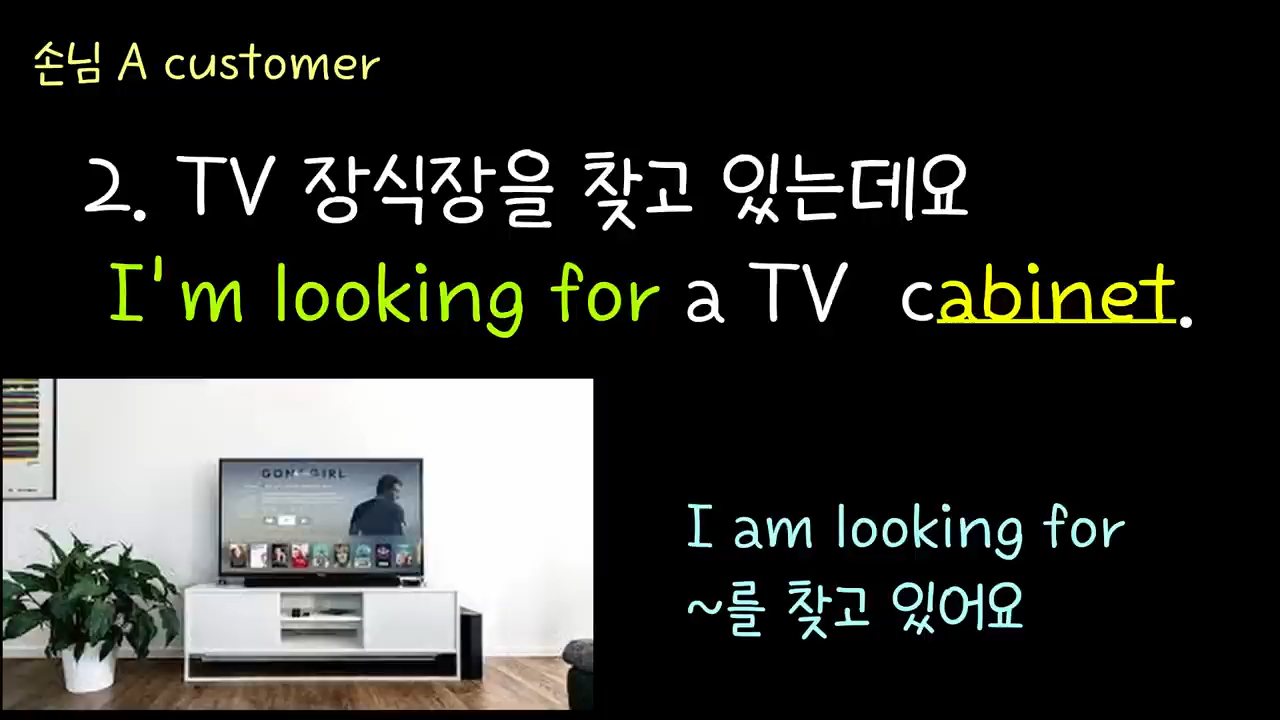 손님 A customer
2. TV 장식장을 찾고 있는데요
I'm looking for a TV cabinet.
GONE GIRL
I am looking for
~를 찾고 있어요